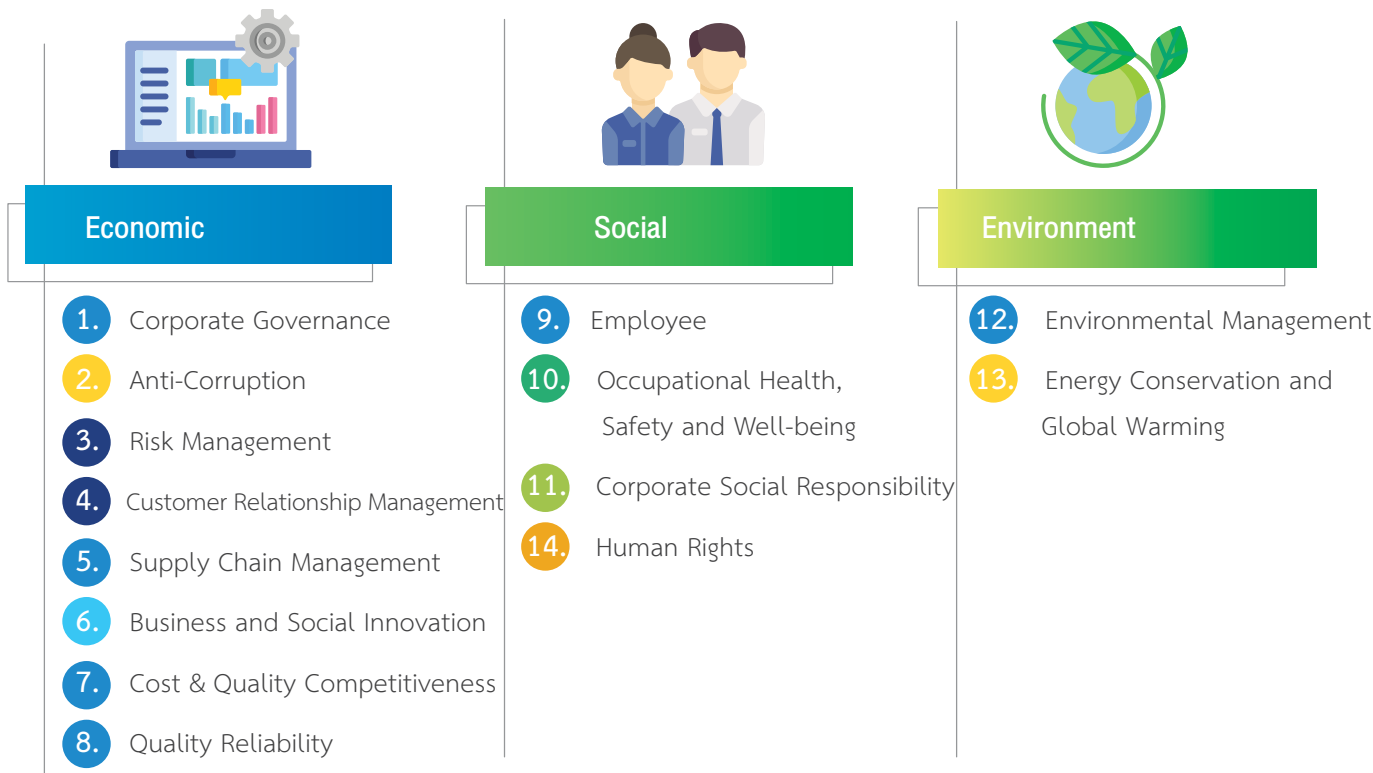 Economic
1. Corporate Governance
2. Anti-Corruption
3. Risk Management
4. Customer Relationship Management
5. Supply Chain Management
6. Business and Social Innovation
7. Cost & Quality Competitiveness
8. Quality Reliability
Social
9. Employee
10. Occupational Health,
Safety and Well-being
11. Corporate Social Responsibility
14. Human Rights
Environment
12. Environmental Management
13. Energy Conservation and
Global Warming